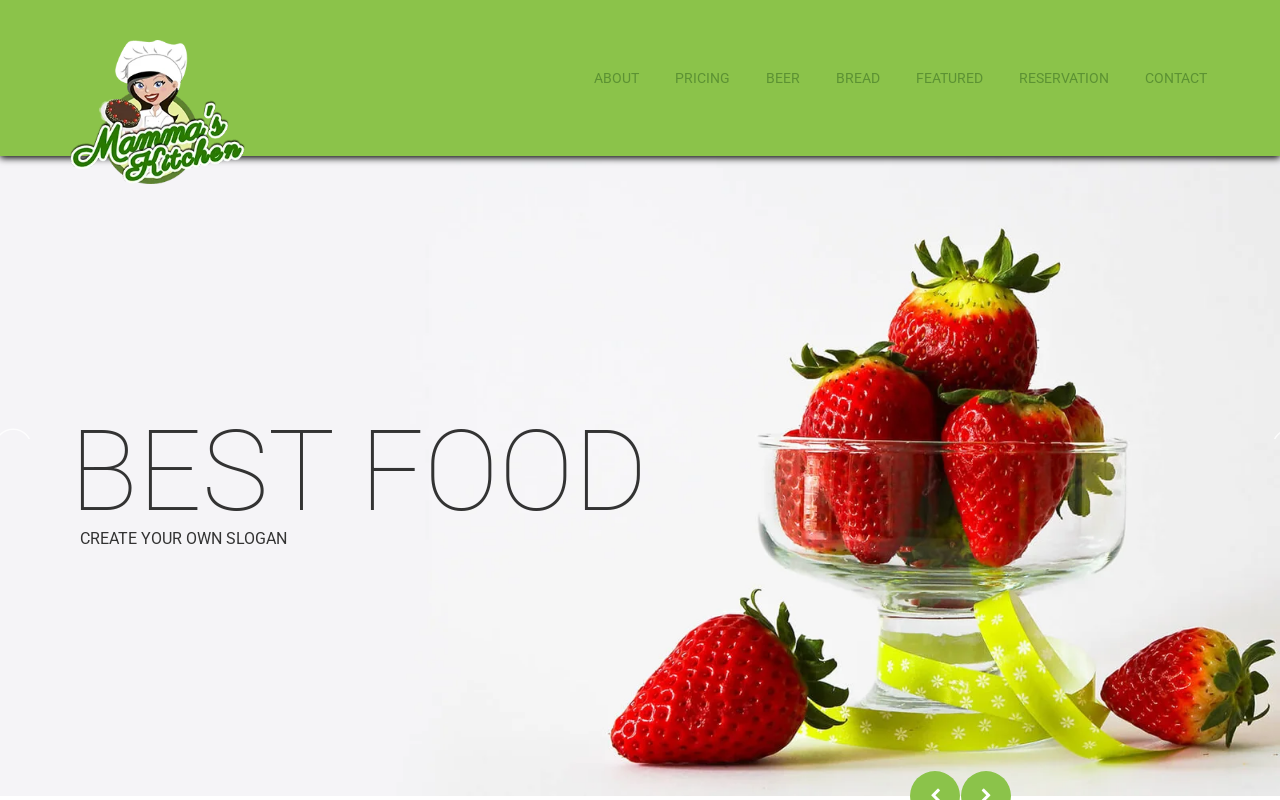 Mamma's
Kitchen
ABOUT PRICING BEER BREAD FEATURED RESERVATION CONTACT
BEST FOOD
CREATE YOUR OWN SLOGAN